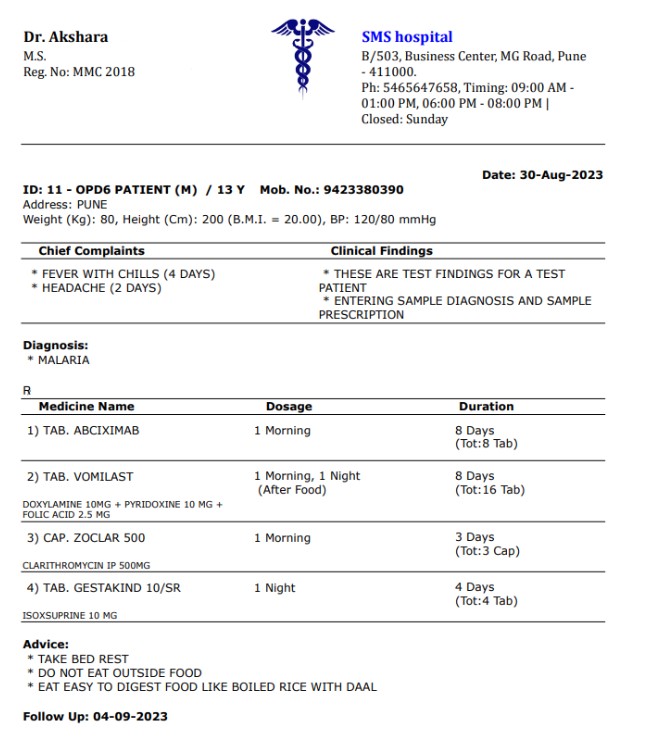 Dr. Akshara
M.S.
Reg. No: MMC 2018
SMS hospital
B/503, Business Center, MG Road, Pune
- 411000.
Ph: 5465647658, Timing: 09:00 AM -
01:00 PM, 06:00 PM - 08:00 PM |
Closed: Sunday
Date: 30-Aug-2023
ID: 11 - OPD6 PATIENT (M) / 13 Y Mob. No.: 9423380390
Address: PUNE
Weight (Kg): 80, Height (Cm): 200 (B.M.I. = 20.00), BP: 120/80 mmHg
Chief Complaints Clinical Findings
* FEVER WITH CHILLS (4 DAYS)
* HEADACHE (2 DAYS)
* THESE ARE TEST FINDINGS FOR A TEST
PATIENT
* ENTERING SAMPLE DIAGNOSIS AND SAMPLE
PRESCRIPTION
Diagnosis:
* MALARIA
℞
Medicine Name Dosage Duration
1) TAB. ABCIXIMAB 1 Morning 8 Days
(Tot:8 Tab)
2) TAB. VOMILAST 1 Morning, 1 Night 8 Days
(After Food) (Tot:16 Tab)
DOXYLAMINE 10MG + PYRIDOXINE 10 MG +
FOLIC ACID 2.5 MG
3) CAP. ZOCLAR 500 1 Morning 3 Days
(Tot:3 Cap)
CLARITHROMYCIN IP 500MG
4) TAB. GESTAKIND 10/SR 1 Night 4 Days
(Tot:4 Tab)
ISOXSUPRINE 10 MG
Advice:
* TAKE BED REST
* DO NOT EAT OUTSIDE FOOD
* EAT EASY TO DIGEST FOOD LIKE BOILED RICE WITH DAAL
Follow Up: 04-09-2023